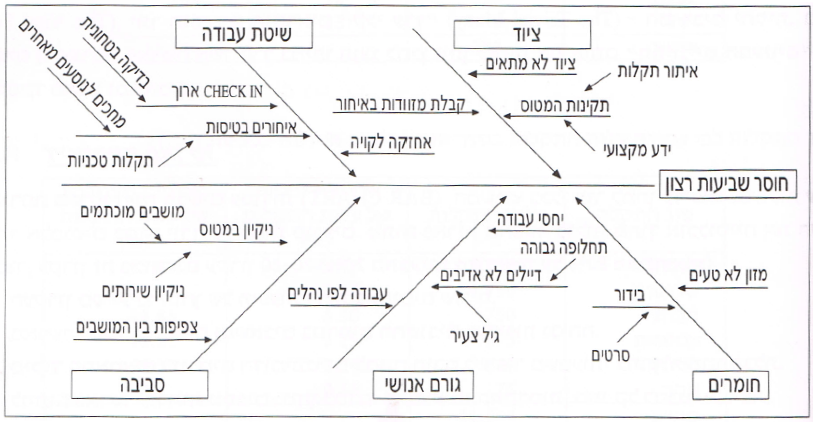 שיטת עבודה
ציוד
בדיקה בטחונית
CHECK IN ארוך
מחכים לנוסעים מאחרים
איחורים בטיסות
תקלות טכניות
אחזקה לקויה
ציוד לא מתאים
איתור תקלות
קבלת מזוודות באיחור
תקינות המטוס
ידע מקצועי
חוסר שביעות רצון
מושבים מוכתמים
ניקיון במטוס
ניקיון שירותים
צפיפות בין המושבים
יחסי עבודה
תחלופה גבוהה
דיילים לא אדיבים
עבודה לפי נהלים
גיל צעיר
מזון לא טעים
בידור
סרטים
סביבה
גורם אנושי
חומרים